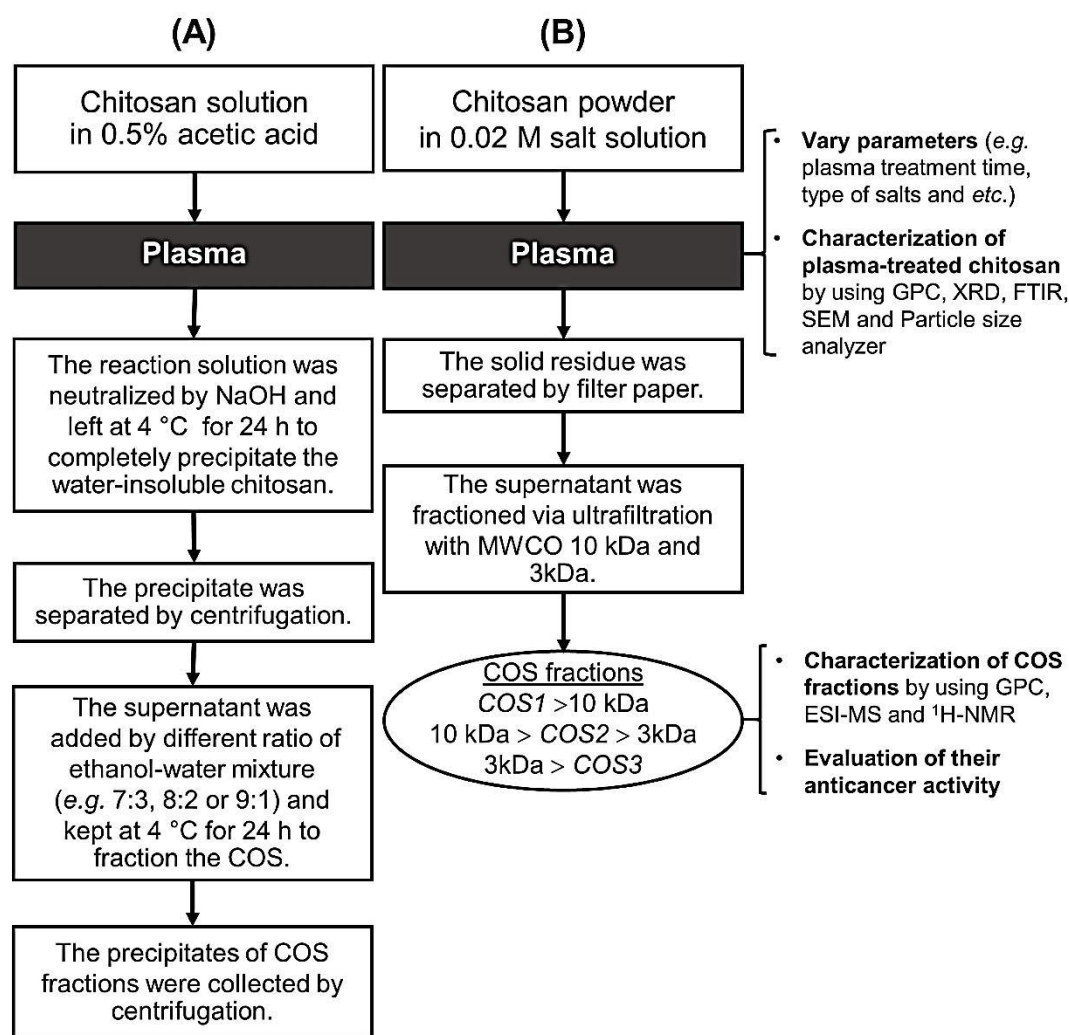 (A)
Chitosan solution
in 0.5% acetic acid
Plasma
The reaction solution was
neutralized by NaOH and
left at 4 °C for 24 h to
completely precipitate the
water-insoluble chitosan.
The precipitate was
separated by centrifugation.
The supernatant was
added by different ratio of
ethanol-water mixture
(e.g. 7:3, 8:2 or 9:1) and
kept at 4 °C for 24 h to
fraction the COS.
The precipitates of COS
fractions were collected by
centrifugation.
(B)
Chitosan powder
in 0.02 M salt solution
Plasma
The solid residue was
separated by filter paper.
The supernatant was
fractioned via ultrafiltration
with MWCO 10 kDa and
3kDa.
COS fractions
COS1 >10 kDa
10 kDa > COS2 > 3kDa
3kDa > COS3
• Vary parameters (e.g.
plasma treatment time,
type of salts and etc.)
• Characterization of
plasma-treated chitosan
by using GPC, XRD, FTIR,
SEM and Particle size
analyzer
• Characterization of COS
fractions by using GPC,
ESI-MS and ¹H-NMR
• Evaluation of their
anticancer activity